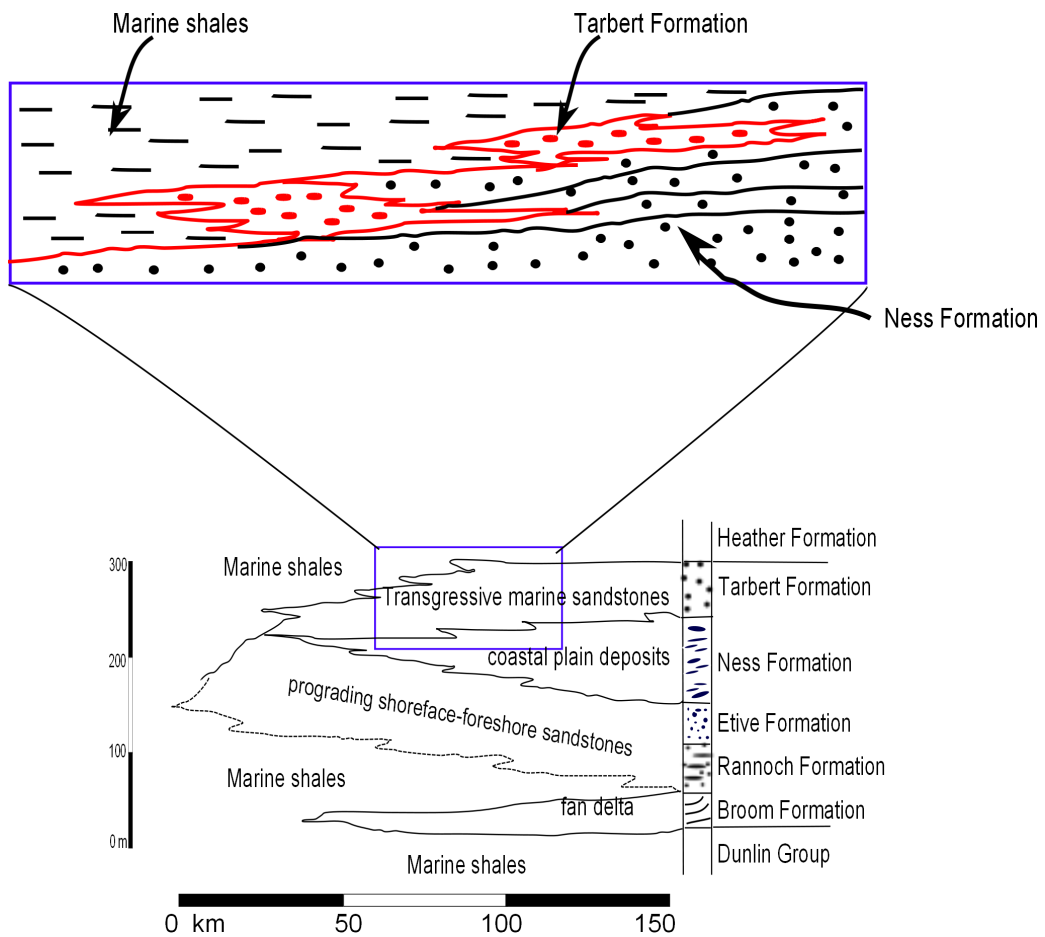 Marine shales
Tarbert Formation
Ness Formation
Heather Formation
300
Marine shales
Tarbert Formation
Transgressive marine sandstones
200
coastal plain deposits
Ness Formation
prograding shoreface-foreshore sandstones
Etive Formation
100
Marine shales
Rannoch Formation
fan delta
Broom Formation
0 m
Marine shales
Dunlin Group
0 km 50 100 150